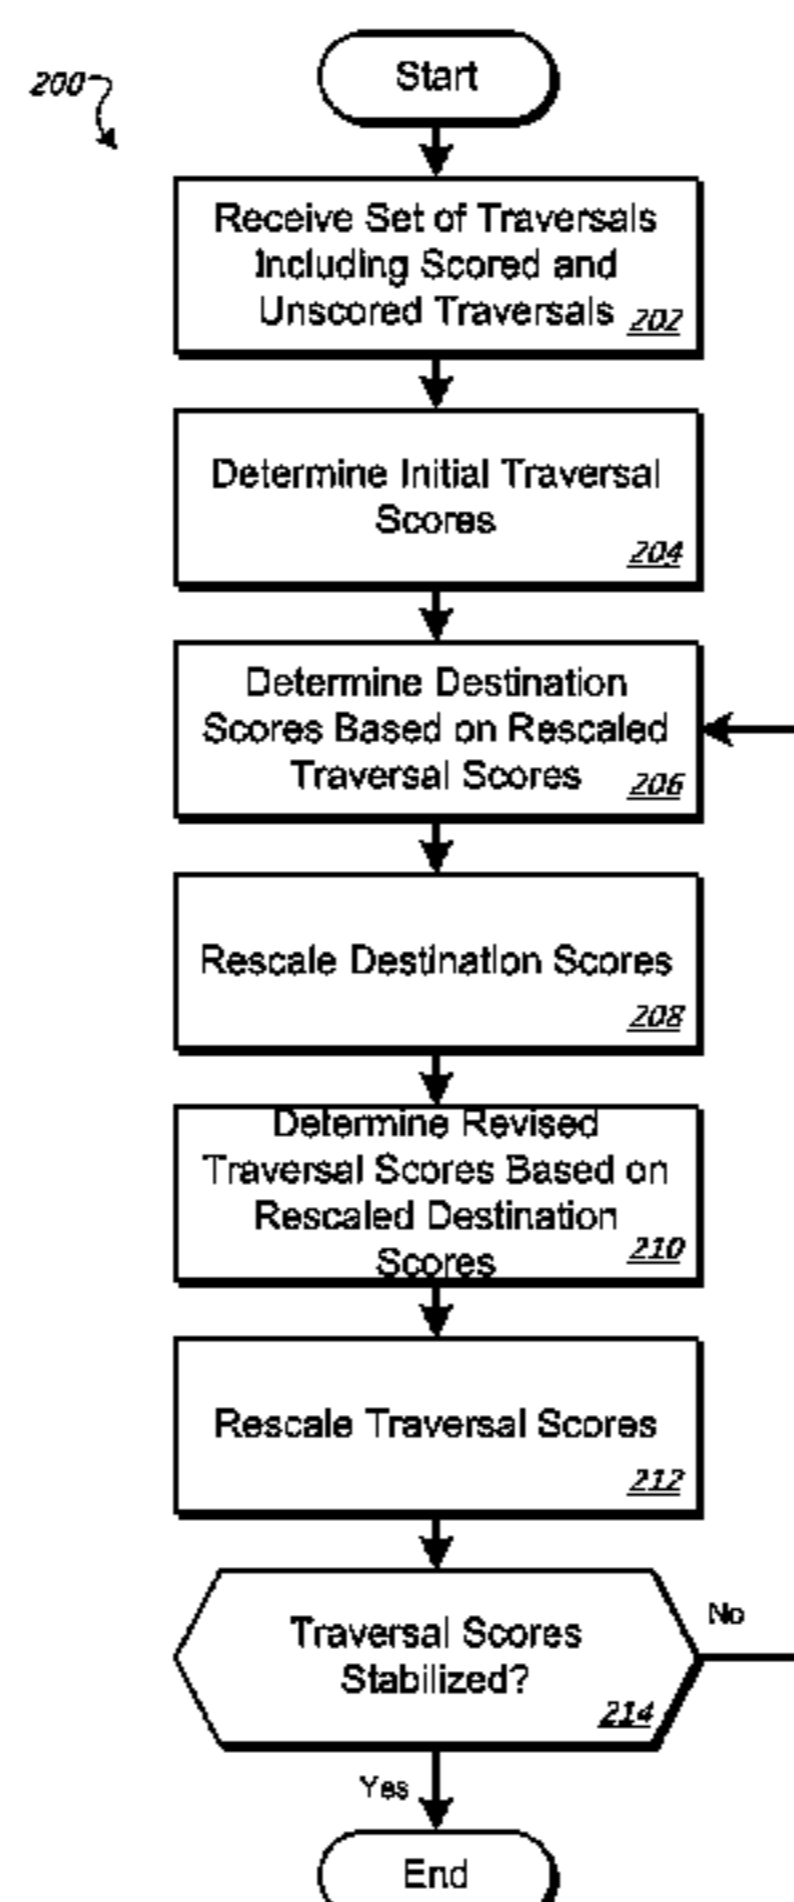 200
Start
Receive Set of Traversals
Including Scored and
Unscored Traversals 202
Determine Initial Traversal
Scores
204
Determine Destination
Scores Based on Rescaled
Traversal Scores 206
Rescale Destination Scores
208
Determine Revised
Traversal Scores Based on
Rescaled Destination
Scores 210
Rescale Traversal Scores
212
Traversal Scores
Stabilized?
214
No
Yes
End